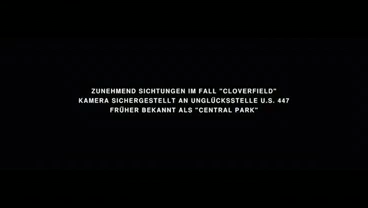 ZUNEHMEND SICHTUNGEN IM FALL "CLOVERFIELD"
KAMERA SICHERGESTELLT AN UNGLÜCKSSTELLE U.S. 447
FRÜHER BEKANNT ALS "CENTRAL PARK"